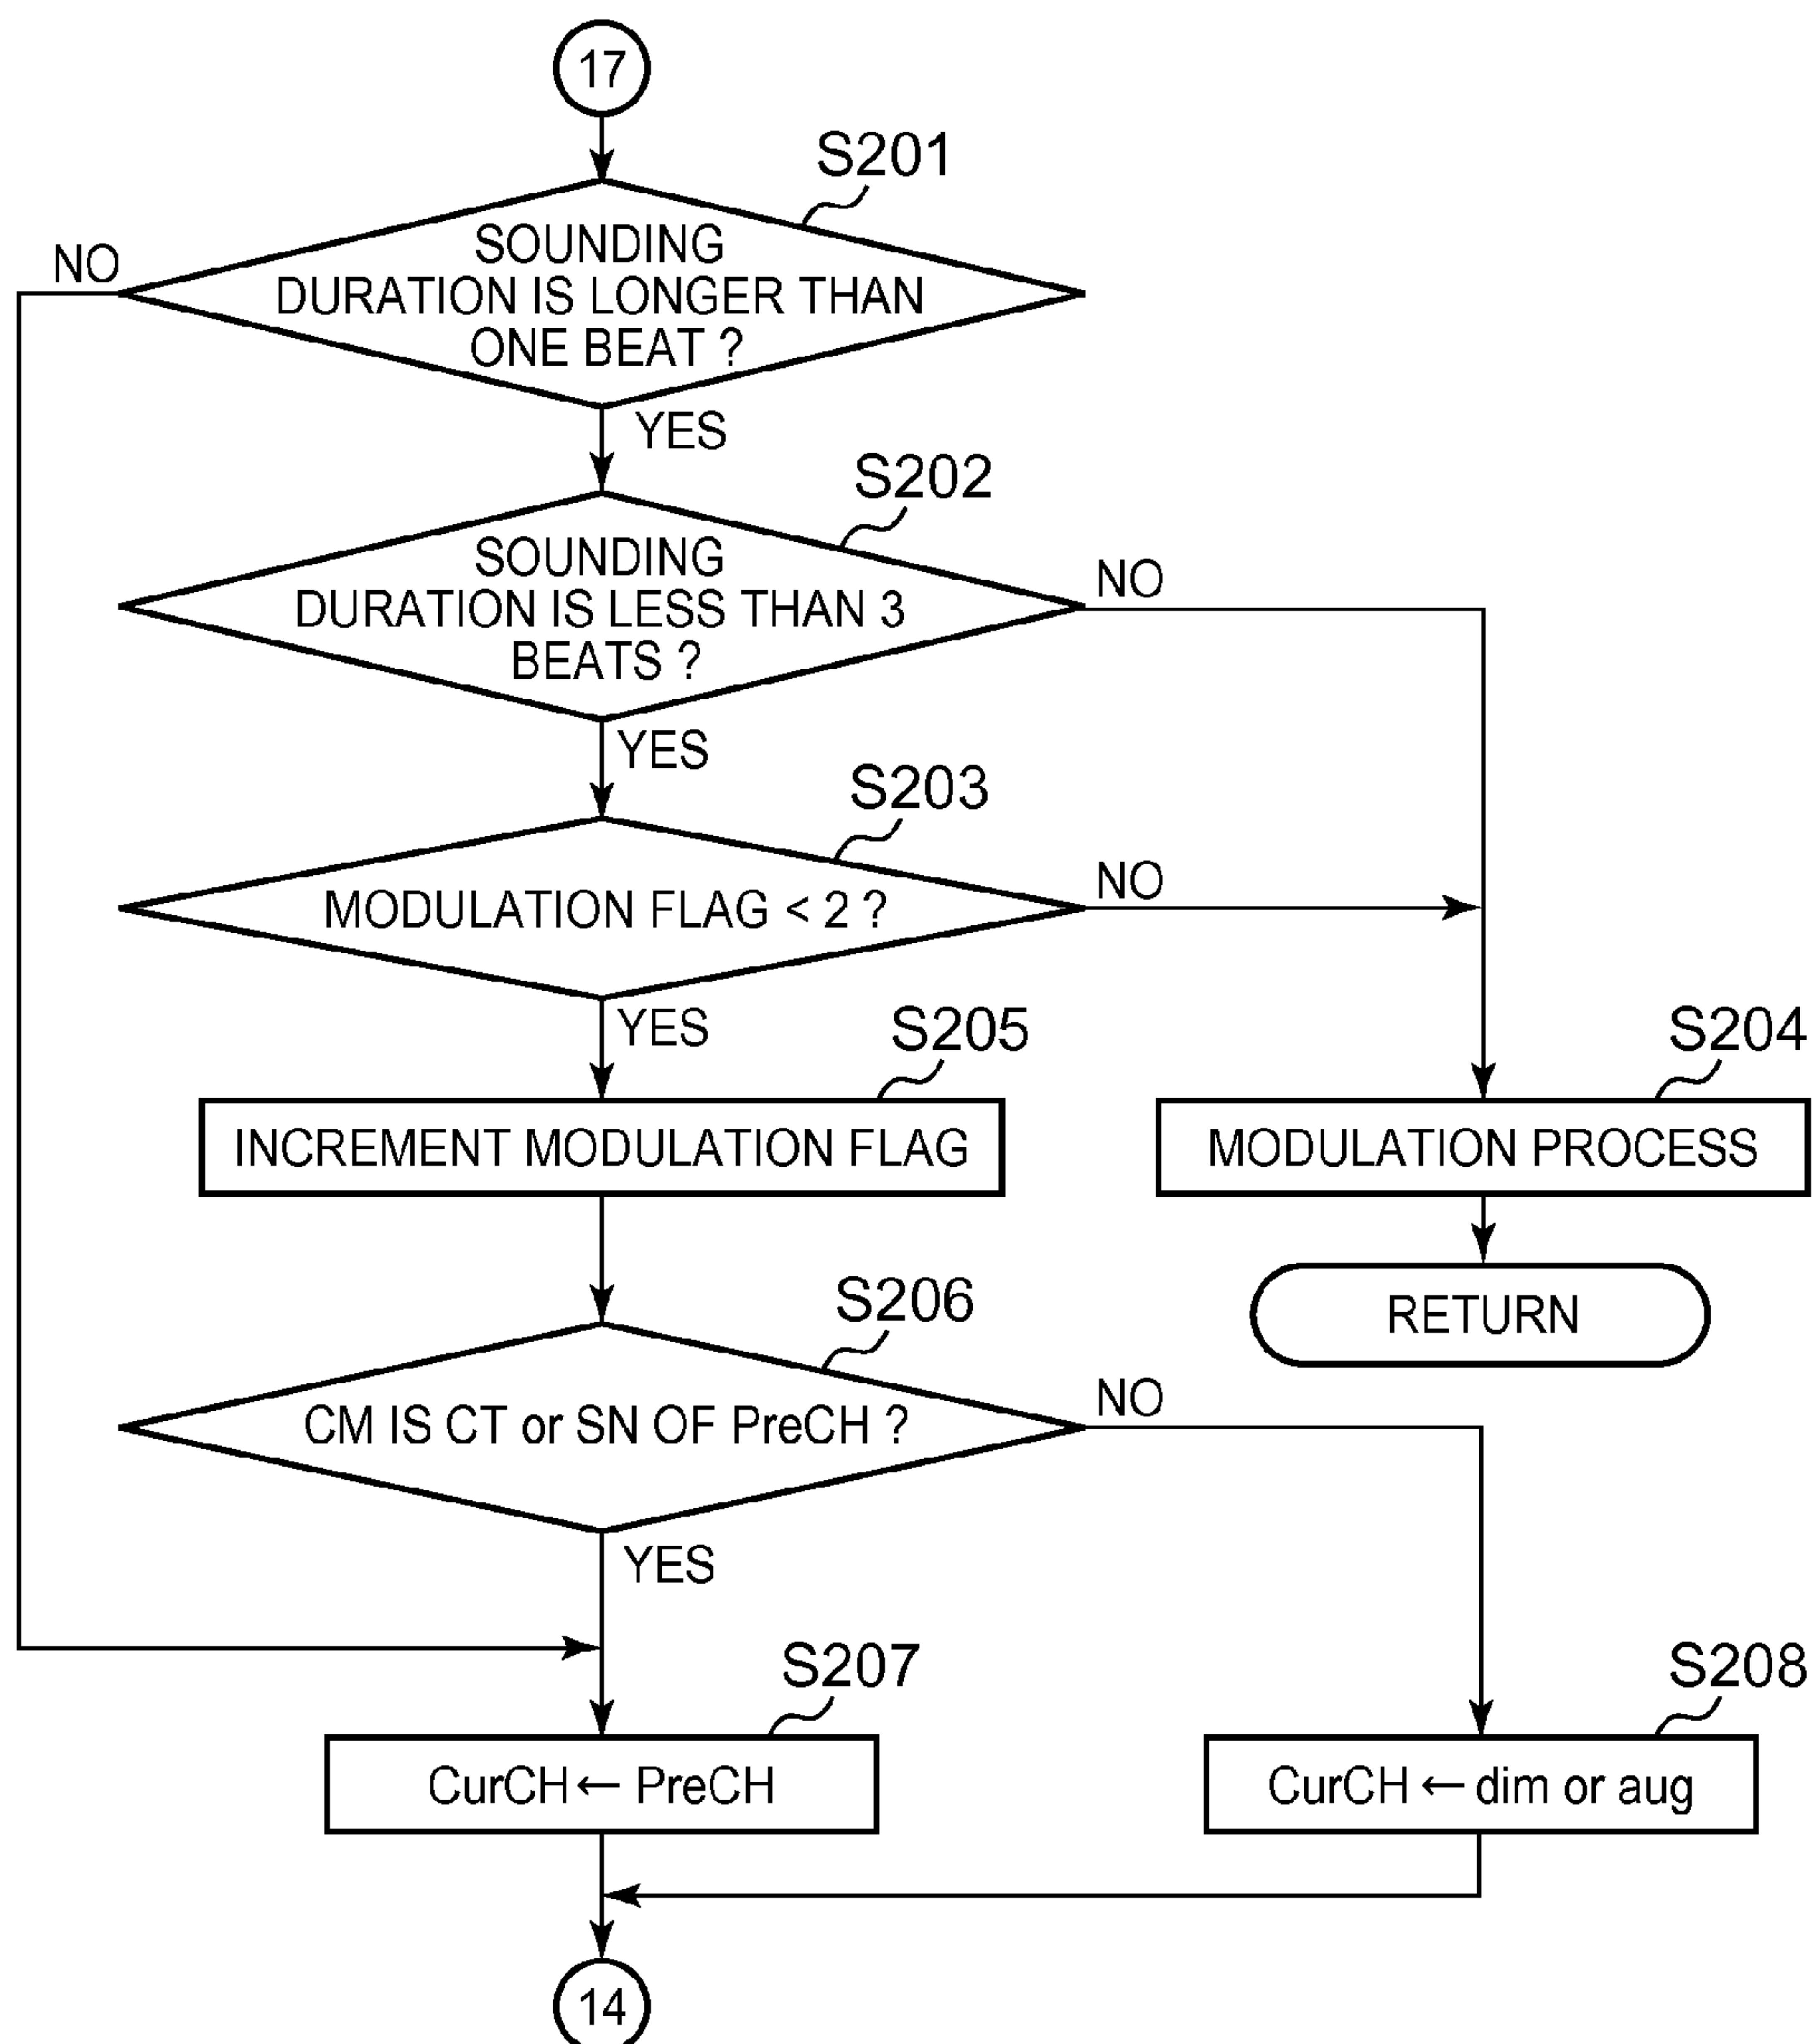 17
S201
SOUNDING
DURATION IS LONGER THAN
ONE BEAT ?
NO
YES
S202
SOUNDING
DURATION IS LESS THAN 3
BEATS ?
NO
YES
S203
MODULATION FLAG < 2 ?
NO
YES
S205
S204
INCREMENT MODULATION FLAG
MODULATION PROCESS
RETURN
S206
CM IS CT or SN OF PreCH ?
NO
YES
S207
S208
CurCH ← PreCH
CurCH ← dim or aug
14